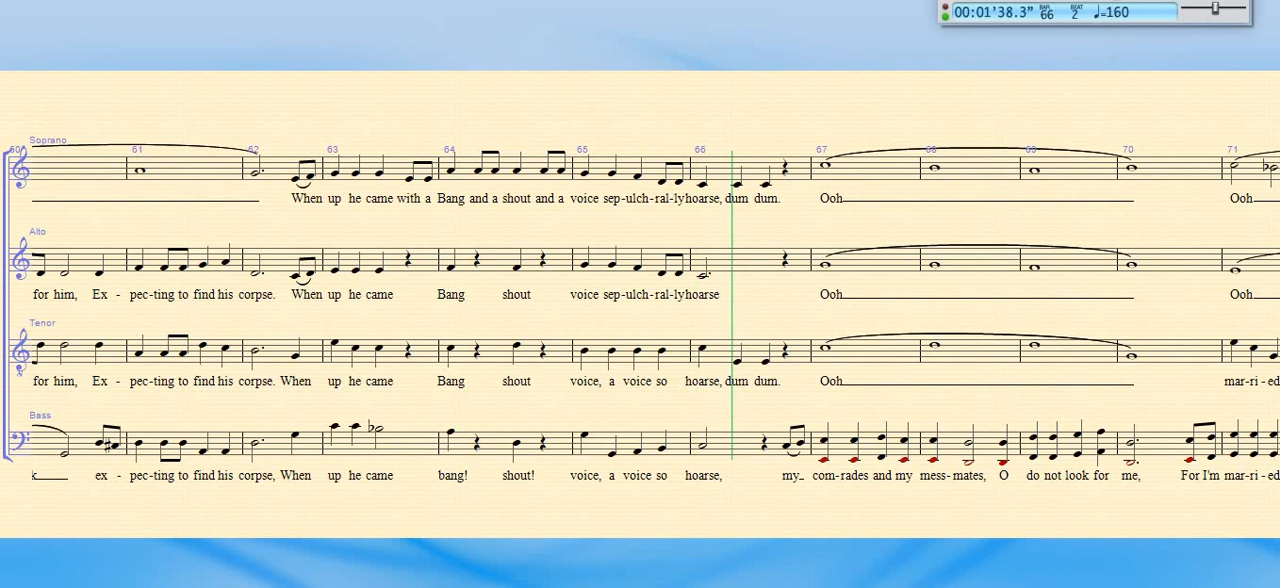 00:01'38.3" BAR 66 BEAT 2 ♩=160
Soprano
60 61 62 63 64 65 66 67 68 69 70 71
When up he came with a Bang and a shout and a voice sep-ulch-ral-ly hoarse, dum dum. Ooh Ooh
Alto
for him, Ex - pec-ting to find his corpse. When up he came Bang shout voice sep-ulch-ral-ly hoarse Ooh Ooh
Tenor
for him, Ex - pec-ting to find his corpse. When up he came Bang shout voice, a voice so hoarse, dum dum. Ooh mar-ri-ed
Bass
k ex - pec-ting to find his corpse, When up he came bang! shout! voice, a voice so hoarse, my com-rades and my mess-mates, O do not look for me, For I'm mar-ri-ed